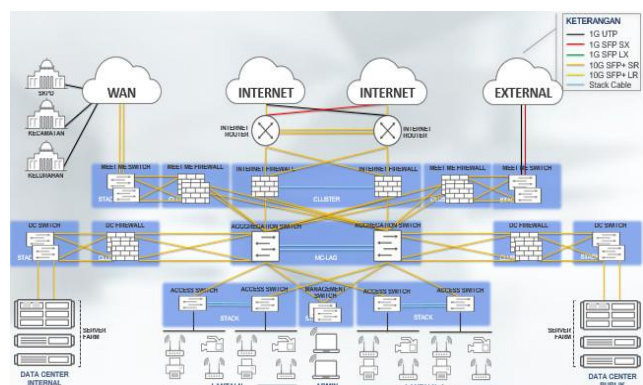 KETERANGAN
1G UTP
1G SFP SX
1G SFP LX
10G SFP+ SR
10G SFP+ LR
Stack Cable
WAN
INTERNET
INTERNET
EXTERNAL
SKPD
KECAMATAN
KELURAHAN
INTERNET
ROUTER
INTERNET
ROUTER
MEET ME SWITCH
MEET ME FIREWALL
INTERNET FIREWALL
INTERNET FIREWALL
MEET ME FIREWALL
MEET ME SWITCH
STACK
CLUSTER
STACK
DC SWITCH
DC FIREWALL
AGGREGATION SWITCH
AGGREGATION SWITCH
DC FIREWALL
DC SWITCH
STACK
MC-LAG
STACK
ACCESS SWITCH
ACCESS SWITCH
MANAGEMENT
SWITCH
ACCESS SWITCH
ACCESS SWITCH
STACK
STACK
SERVER
FARM
SERVER
FARM
DATA CENTER
INTERNAL
DATA CENTER